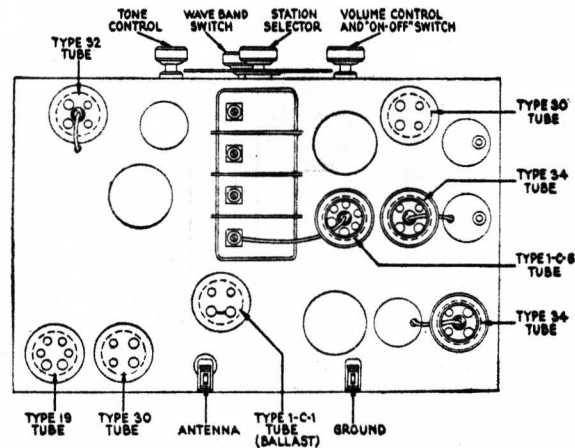 TONE
CONTROL
WAVE BAND
SWITCH
STATION
SELECTOR
VOLUME CONTROL
AND "ON-OFF" SWITCH
TYPE 32
TUBE
TYPE 30
TUBE
TYPE 34
TUBE
TYPE 1-C-6
TUBE
TYPE 34
TUBE
TYPE 19
TUBE
TYPE 30
TUBE
ANTENNA
TYPE 1-C-1
TUBE
(BALLAST)
GROUND